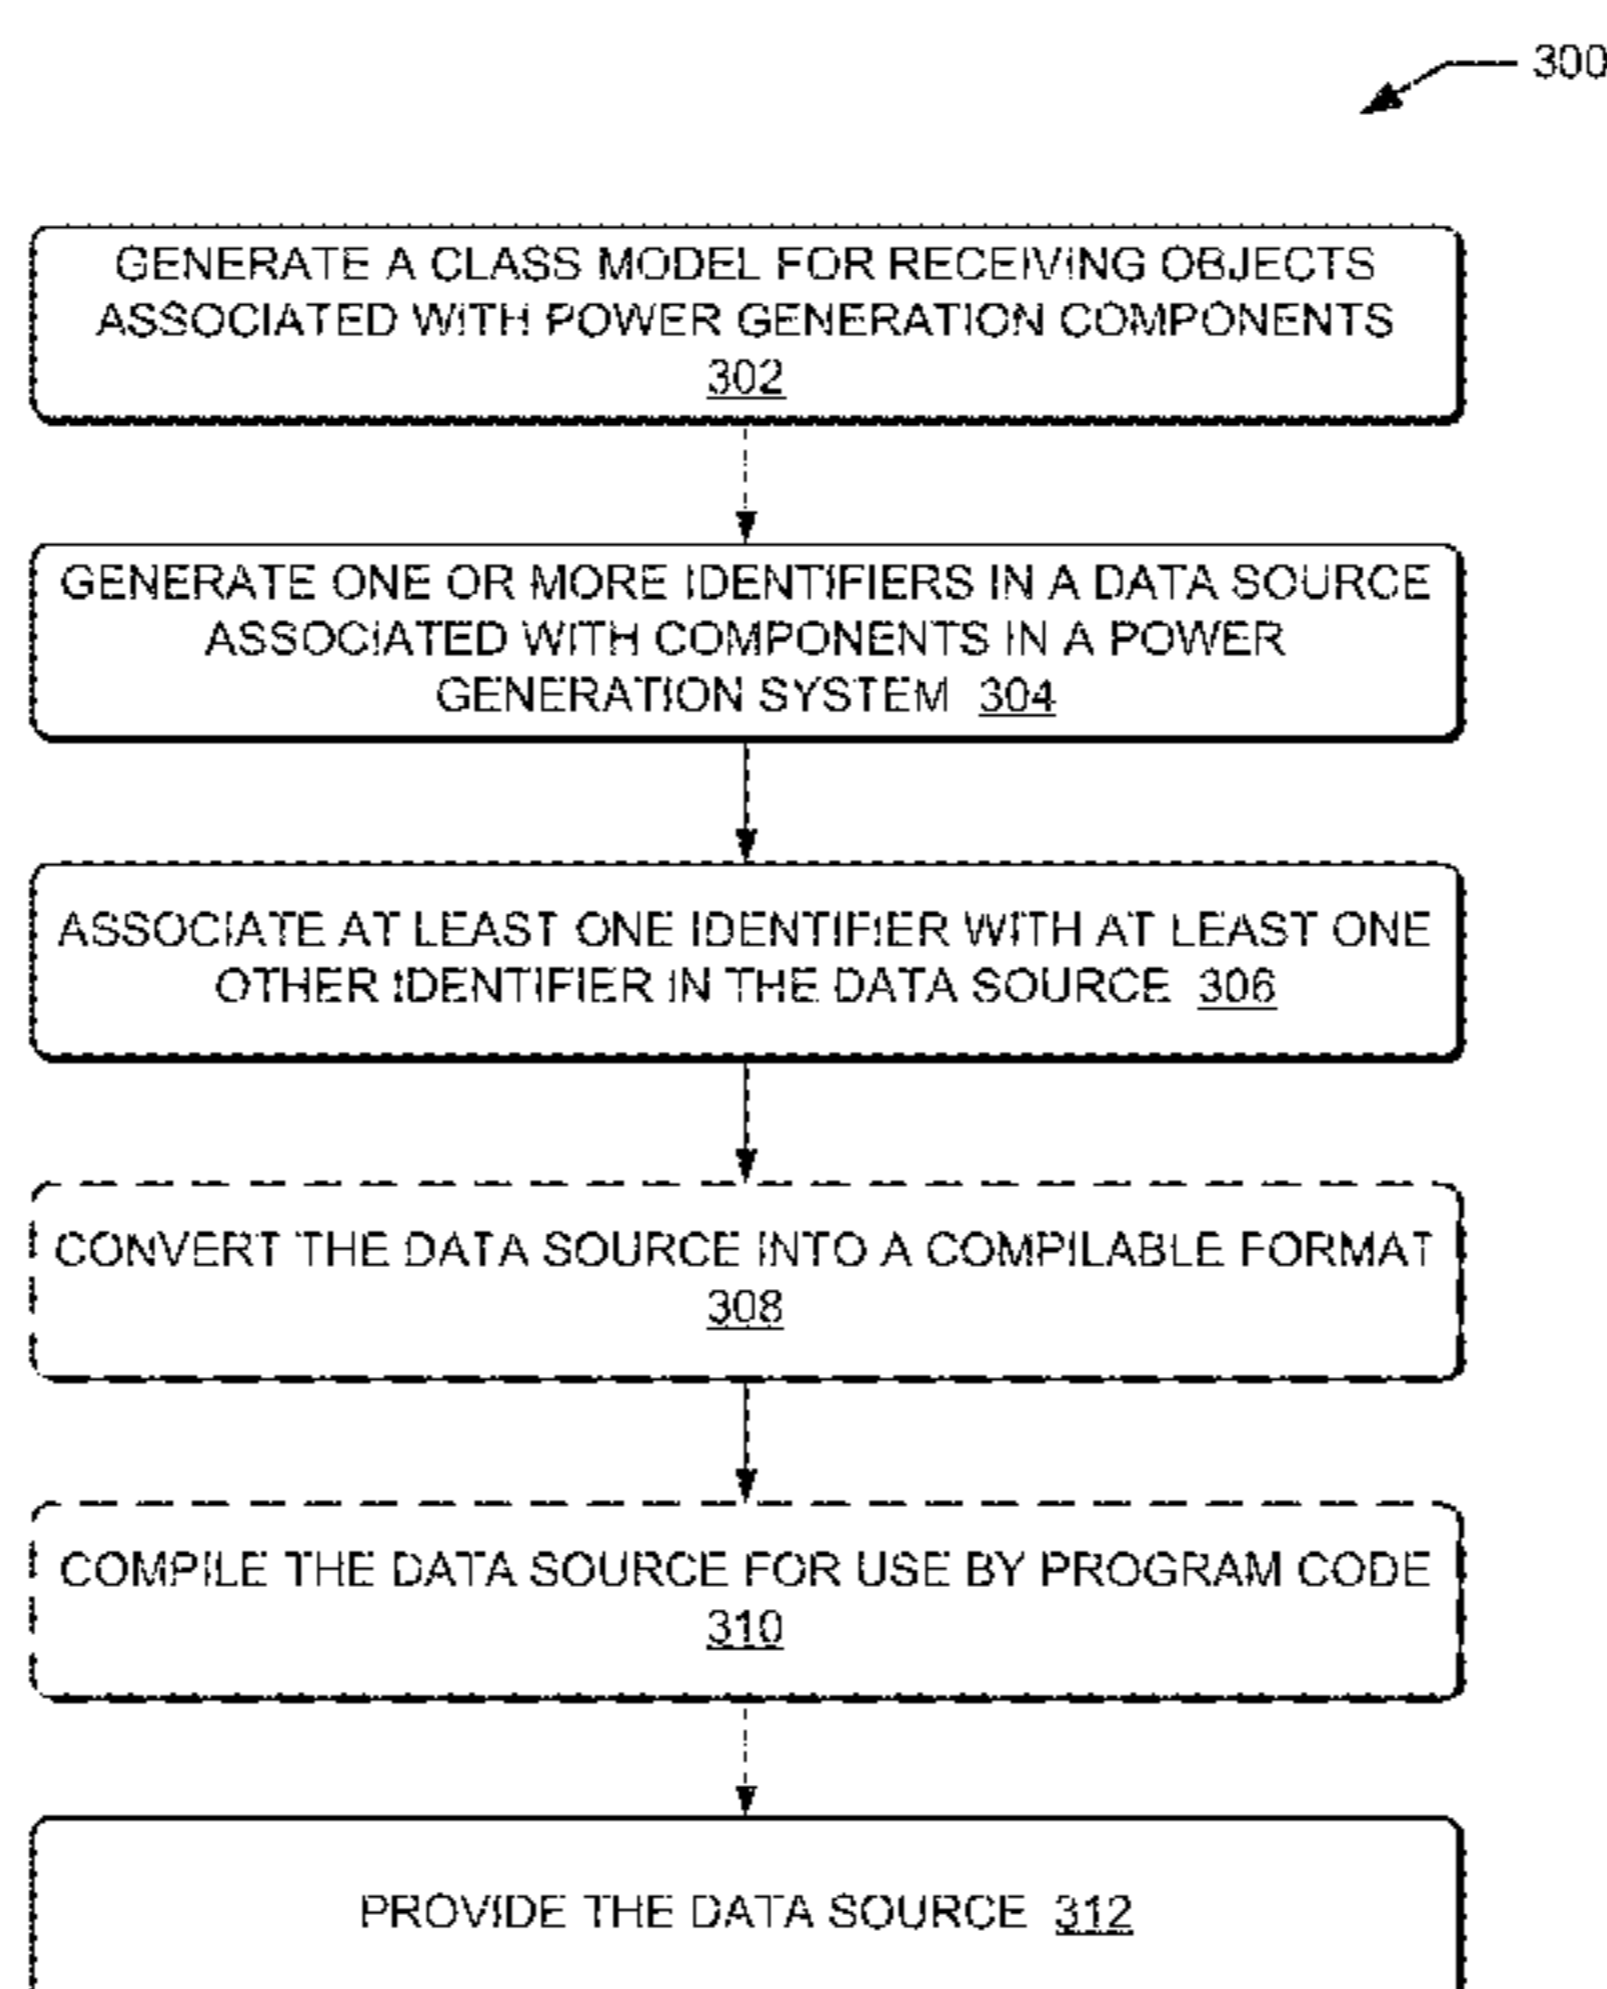 300
GENERATE A CLASS MODEL FOR RECEIVING OBJECTS
ASSOCIATED WITH POWER GENERATION COMPONENTS
302
GENERATE ONE OR MORE IDENTIFIERS IN A DATA SOURCE
ASSOCIATED WITH COMPONENTS IN A POWER
GENERATION SYSTEM 304
ASSOCIATE AT LEAST ONE IDENTIFIER WITH AT LEAST ONE
OTHER IDENTIFIER IN THE DATA SOURCE 306
CONVERT THE DATA SOURCE INTO A COMPILABLE FORMAT
308
COMPILE THE DATA SOURCE FOR USE BY PROGRAM CODE
310
PROVIDE THE DATA SOURCE 312